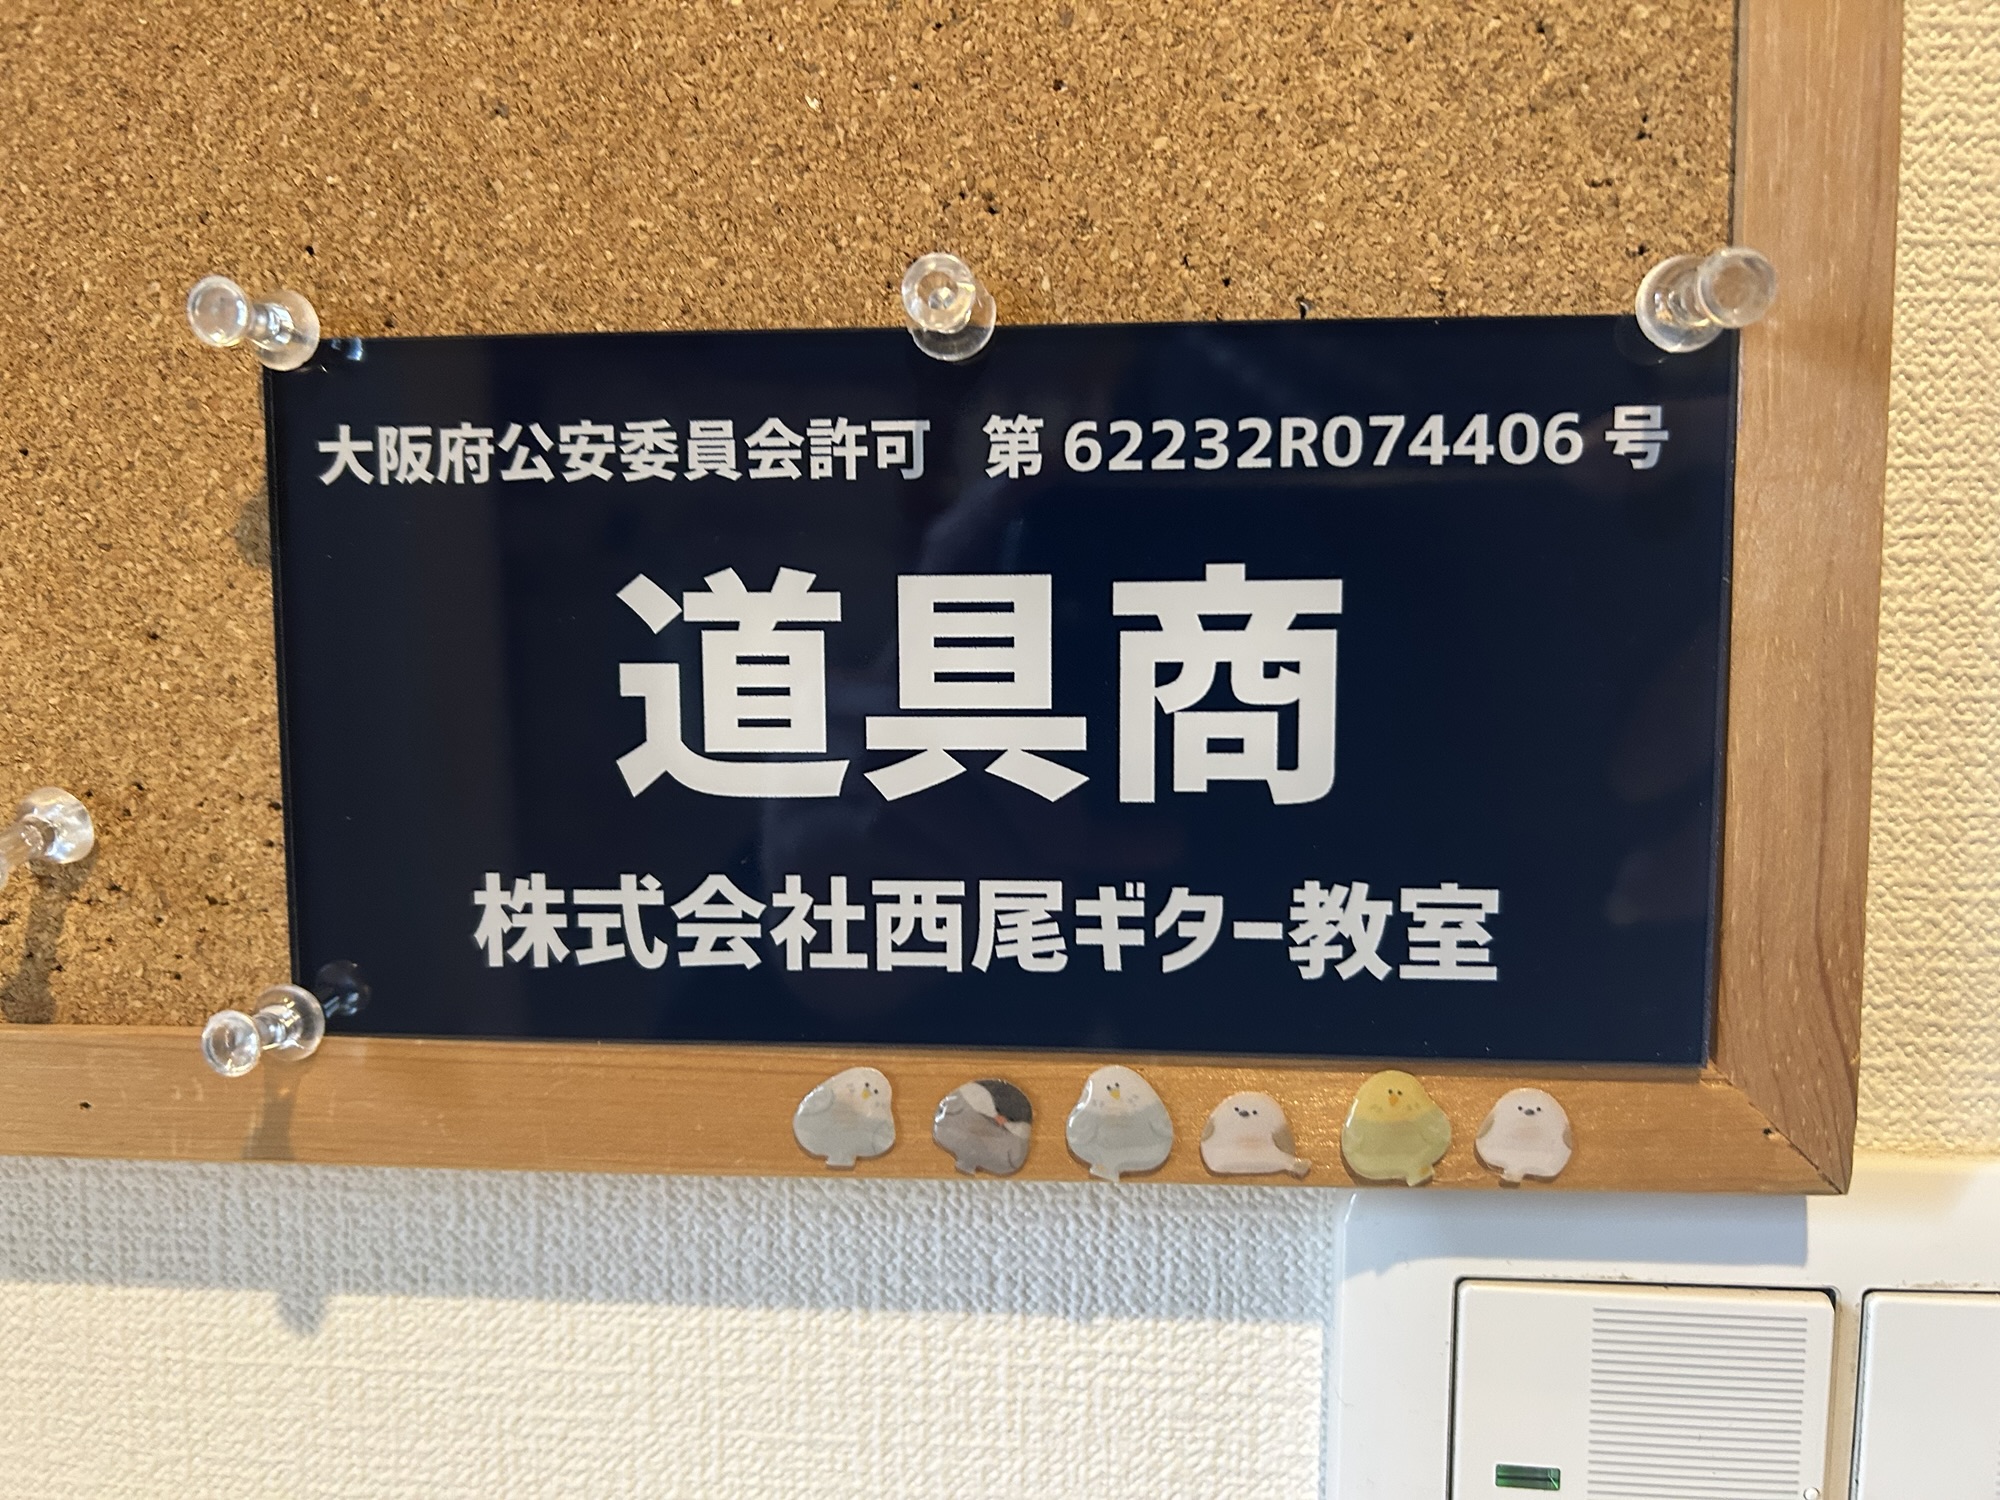 大阪府公安委員会許可　第 62232R074406 号
道具商
株式会社西尾ギター教室